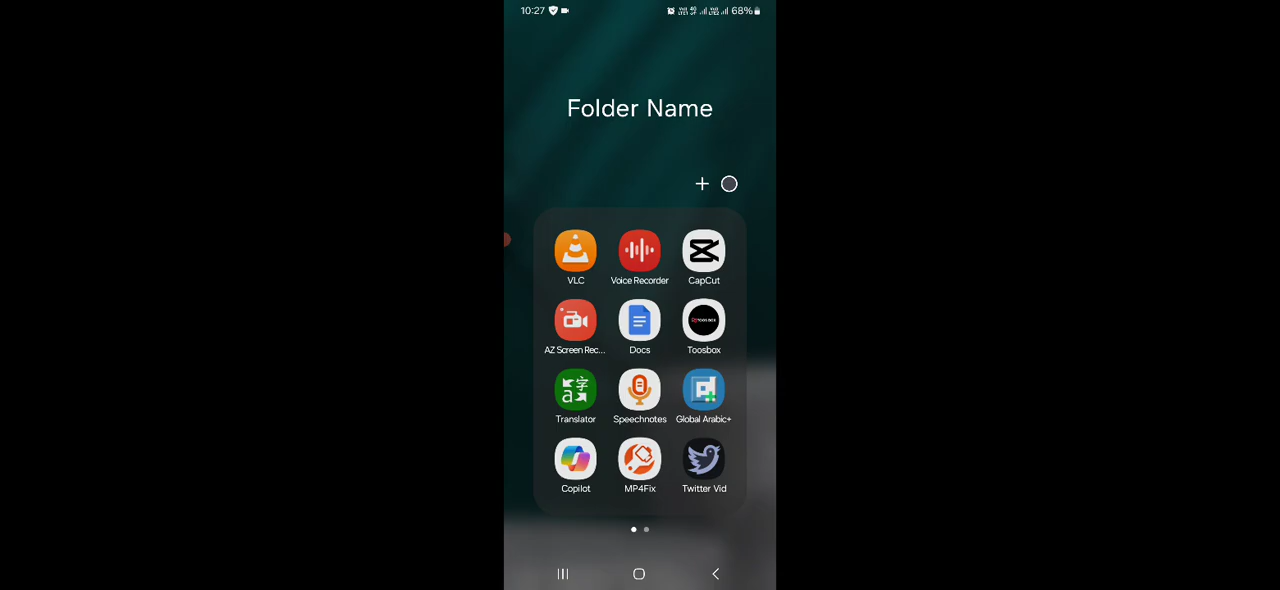 10:27 68%
Folder Name
VLC Voice Recorder CapCut
AZ Screen Rec... Docs Toosbox
Translator Speechnotes Global Arabic+
Copilot MP4Fix Twitter Vid